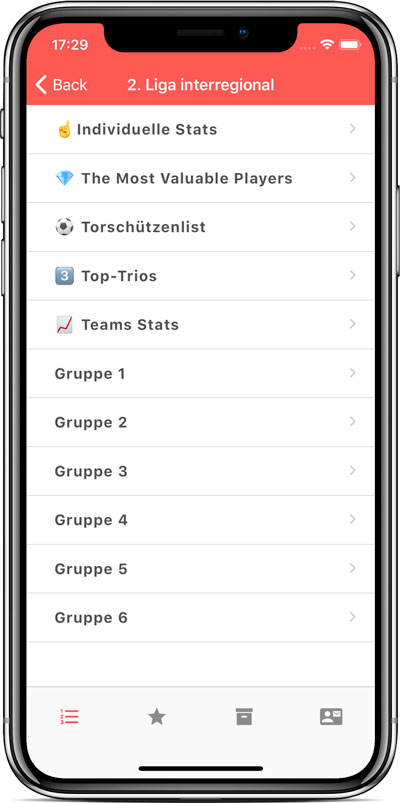 17:29
Back
2. Liga interregional
☝️Individuelle Stats
💎 The Most Valuable Players
⚽ Torschützenlist
3️⃣ Top-Trios
📈 Teams Stats
Gruppe 1
Gruppe 2
Gruppe 3
Gruppe 4
Gruppe 5
Gruppe 6